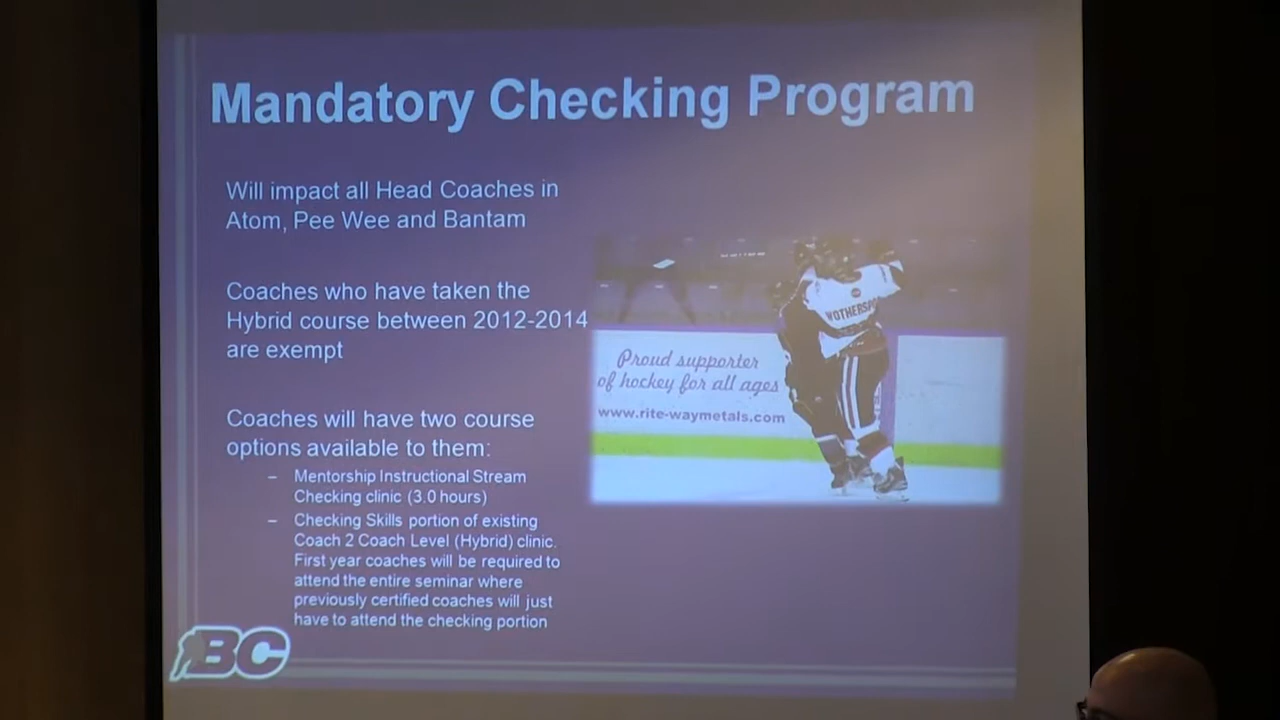 Mandatory Checking Program
Will impact all Head Coaches in
Atom, Pee Wee and Bantam
Coaches who have taken the
Hybrid course between 2012-2014
are exempt
Coaches will have two course
options available to them:
– Mentorship Instructional Stream
Checking clinic (3.0 hours)
– Checking Skills portion of existing
Coach 2 Coach Level (Hybrid) clinic.
First year coaches will be required to
attend the entire seminar where
previously certified coaches will just
have to attend the checking portion
Proud supporter
of hockey for all ages
www.rite-waymetals.com
BC